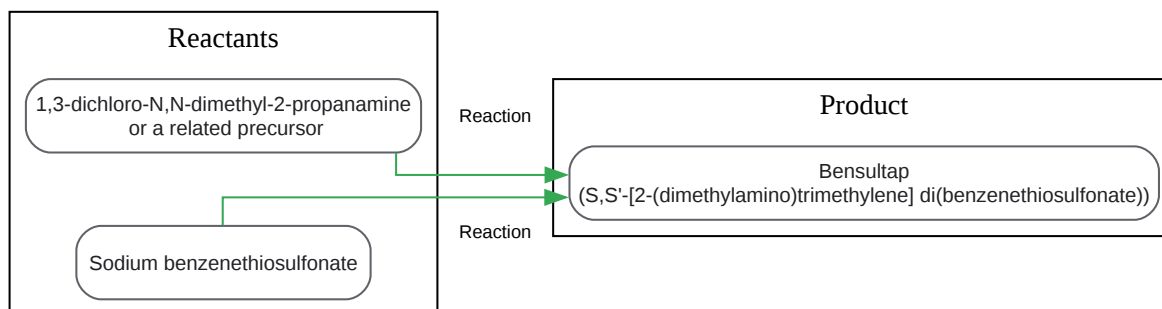 Reactants
1,3-dichloro-N,N-dimethyl-2-propanamine
or a related precursor
Sodium benzenethiosulfonate
Reaction
Reaction
Product
Bensultap
(S,S'-[2-(dimethylamino)trimethylene] di(benzenethiosulfonate))